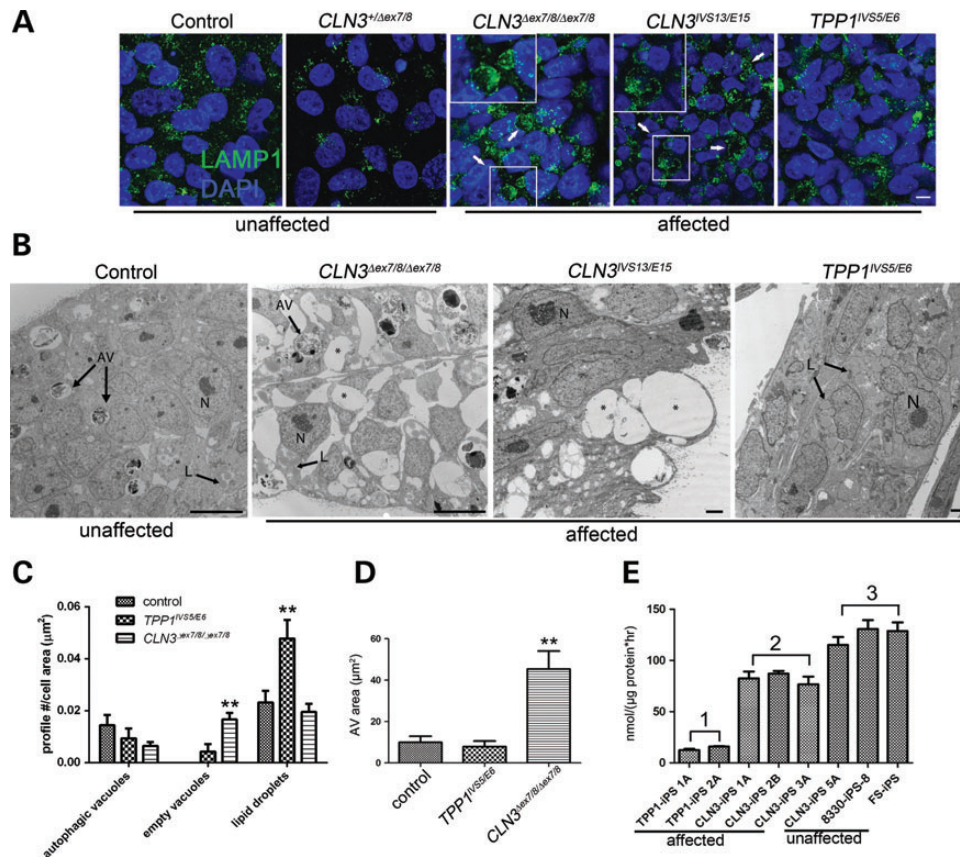 A
Control
CLN3+/Δex7/8
CLN3Δex7/8/Δex7/8
CLN3IVS13/E15
TPP1IVS5/E6
LAMP1
DAPI
unaffected
affected
B
Control
CLN3Δex7/8/Δex7/8
CLN3IVS13/E15
TPP1IVS5/E6
AV
N
L
AV
*
*
N
L
N
*
*
L
N
unaffected
affected
C
profile #/cell area (μm2)
0.06
0.04
0.02
0.00
control
TPP1IVS5/E6
CLN3Δex7/8/Δex7/8
**
**
autophagic vacuoles
empty vacuoles
lipid droplets
D
AV area (μm2)
60
40
20
0
**
control
TPP1IVS5/E6
CLN3Δex7/8/Δex7/8
E
nmol/(μg protein*hr)
150
100
50
0
1
2
3
TPP1-iPS 1A
TPP1-iPS 2A
CLN3-iPS 1A
CLN3-iPS 2B
CLN3-iPS 3A
CLN3-iPS 5A
8330-iPS-8
FS-iPS
affected
unaffected